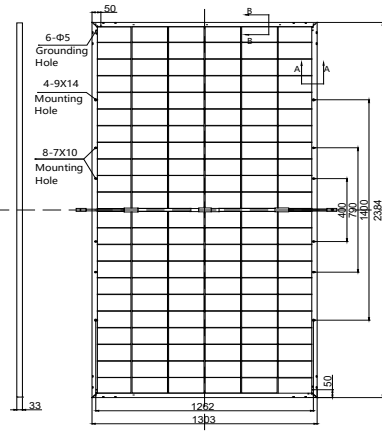 50
B
B
6-Φ5
Grounding
Hole
A
A
4-9X14
Mounting
Hole
8-7X10
Mounting
Hole
400
790
1400
2384
50
33
1262
1303